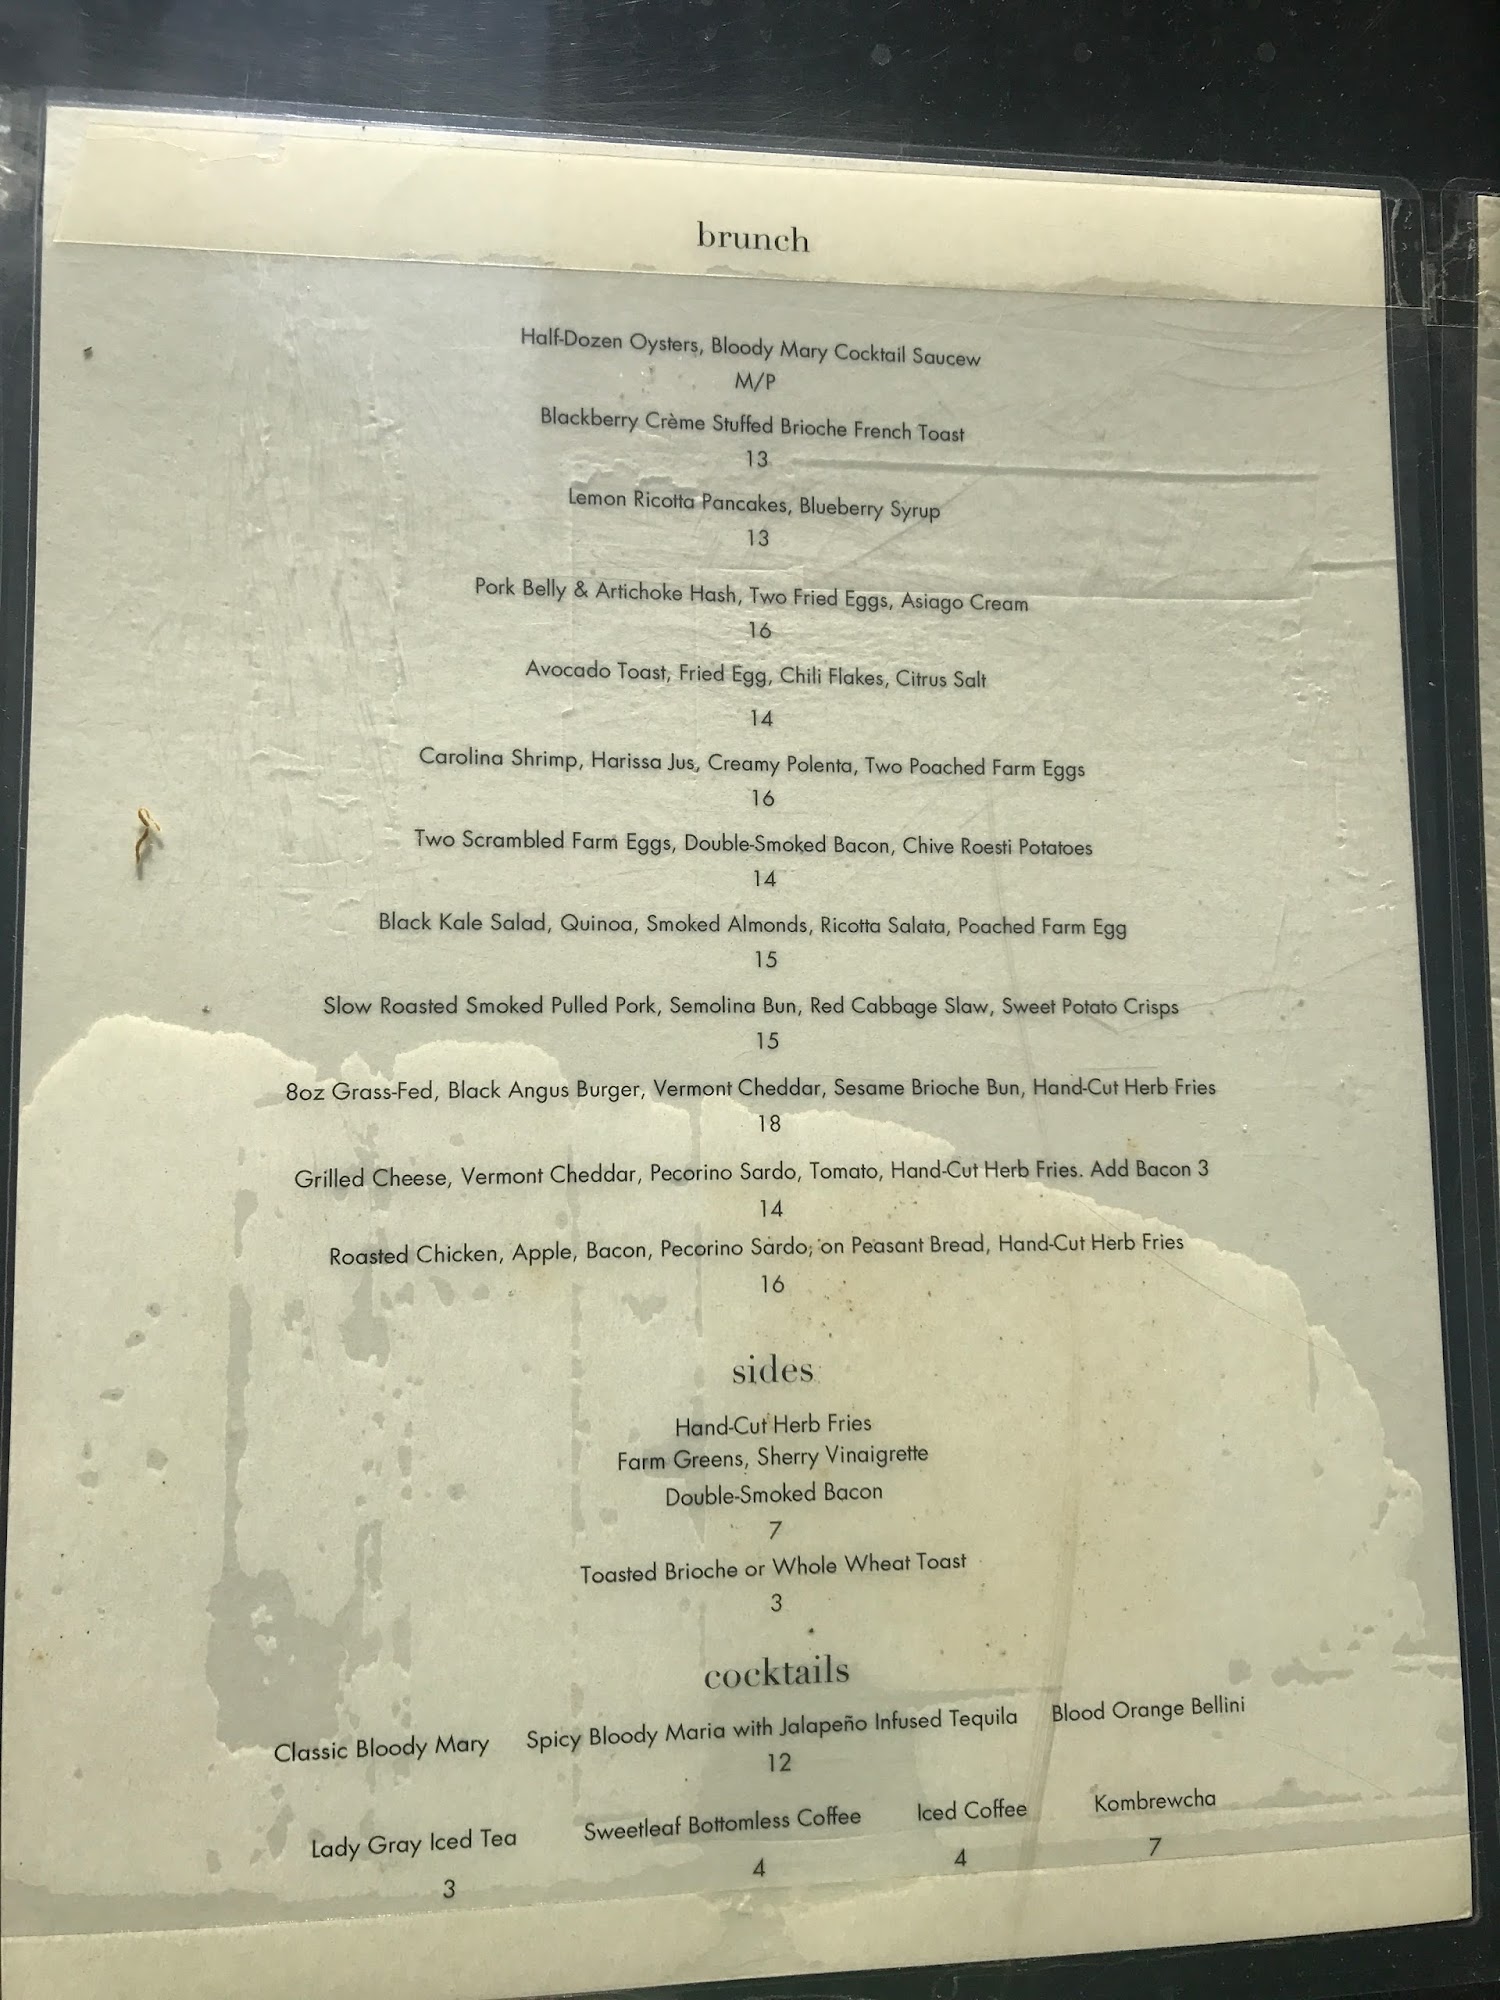 brunch
Half-Dozen Oysters, Bloody Mary Cocktail Saucew
M/P
Blackberry Crème Stuffed Brioche French Toast
13
Lemon Ricotta Pancakes, Blueberry Syrup
13
Pork Belly & Artichoke Hash, Two Fried Eggs, Asiago Cream
16
Avocado Toast, Fried Egg, Chili Flakes, Citrus Salt
14
Carolina Shrimp, Harissa Jus, Creamy Polenta, Two Poached Farm Eggs
16
Two Scrambled Farm Eggs, Double-Smoked Bacon, Chive Roesti Potatoes
14
Black Kale Salad, Quinoa, Smoked Almonds, Ricotta Salata, Poached Farm Egg
15
Slow Roasted Smoked Pulled Pork, Semolina Bun, Red Cabbage Slaw, Sweet Potato Crisps
15
8oz Grass-Fed, Black Angus Burger, Vermont Cheddar, Sesame Brioche Bun, Hand-Cut Herb Fries
18
Grilled Cheese, Vermont Cheddar, Pecorino Sardo, Tomato, Hand-Cut Herb Fries. Add Bacon 3
14
Roasted Chicken, Apple, Bacon, Pecorino Sardo, on Peasant Bread, Hand-Cut Herb Fries
16
sides
Hand-Cut Herb Fries
Farm Greens, Sherry Vinaigrette
Double-Smoked Bacon
7
Toasted Brioche or Whole Wheat Toast
3
cocktails
Classic Bloody Mary Spicy Bloody Maria with Jalapeño Infused Tequila Blood Orange Bellini
12
Lady Gray Iced Tea Sweetleaf Bottomless Coffee Iced Coffee Kombrewcha
3 4 4 7